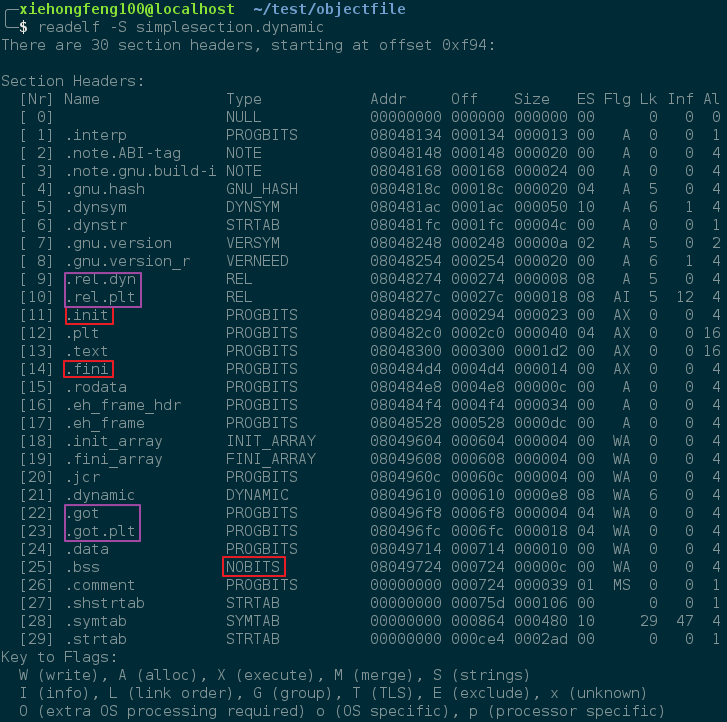 xiehongfeng100@localhost ~/test/objectfile
$ readelf -S simplesection.dynamic
There are 30 section headers, starting at offset 0xf94:
Section Headers:
[Nr] Name Type Addr Off Size ES Flg Lk Inf Al
[ 0] NULL 00000000 000000 000000 00 0 0 0
[ 1] .interp PROGBITS 08048134 000134 000013 00 A 0 0 1
[ 2] .note.ABI-tag NOTE 08048148 000148 000020 00 A 0 0 4
[ 3] .note.gnu.build-i NOTE 08048168 000168 000024 00 A 0 0 4
[ 4] .gnu.hash GNU_HASH 0804818c 00018c 000020 04 A 5 0 4
[ 5] .dynsym DYNSYM 080481ac 0001ac 000050 10 A 6 1 4
[ 6] .dynstr STRTAB 080481fc 0001fc 00004c 00 A 0 0 1
[ 7] .gnu.version VERSYM 08048248 000248 00000a 02 A 5 0 2
[ 8] .gnu.version_r VERNEED 08048254 000254 000020 00 A 6 1 4
[ 9] .rel.dyn REL 08048274 000274 000008 08 A 5 0 4
[10] .rel.plt REL 0804827c 00027c 000018 08 AI 5 12 4
[11] .init PROGBITS 08048294 000294 000023 00 AX 0 0 4
[12] .plt PROGBITS 080482c0 0002c0 000040 04 AX 0 0 16
[13] .text PROGBITS 08048300 000300 0001d2 00 AX 0 0 16
[14] .fini PROGBITS 080484d4 0004d4 000014 00 AX 0 0 4
[15] .rodata PROGBITS 080484e8 0004e8 00000c 00 A 0 0 4
[16] .eh_frame_hdr PROGBITS 080484f4 0004f4 000034 00 A 0 0 4
[17] .eh_frame PROGBITS 08048528 000528 0000dc 00 A 0 0 4
[18] .init_array INIT_ARRAY 08049604 000604 000004 00 WA 0 0 4
[19] .fini_array FINI_ARRAY 08049608 000608 000004 00 WA 0 0 4
[20] .jcr PROGBITS 0804960c 00060c 000004 00 WA 0 0 4
[21] .dynamic DYNAMIC 08049610 000610 0000e8 08 WA 6 0 4
[22] .got PROGBITS 080496f8 0006f8 000004 04 WA 0 0 4
[23] .got.plt PROGBITS 080496fc 0006fc 000018 04 WA 0 0 4
[24] .data PROGBITS 08049714 000714 000010 00 WA 0 0 4
[25] .bss NOBITS 08049724 000724 00000c 00 WA 0 0 4
[26] .comment PROGBITS 00000000 000724 000039 01 MS 0 0 1
[27] .shstrtab STRTAB 00000000 00075d 000106 00 0 0 1
[28] .symtab SYMTAB 00000000 000864 000480 10 29 47 4
[29] .strtab STRTAB 00000000 000ce4 0002ad 00 0 0 1
Key to Flags:
W (write), A (alloc), X (execute), M (merge), S (strings)
I (info), L (link order), G (group), T (TLS), E (exclude), x (unknown)
O (extra OS processing required) o (OS specific), p (processor specific)